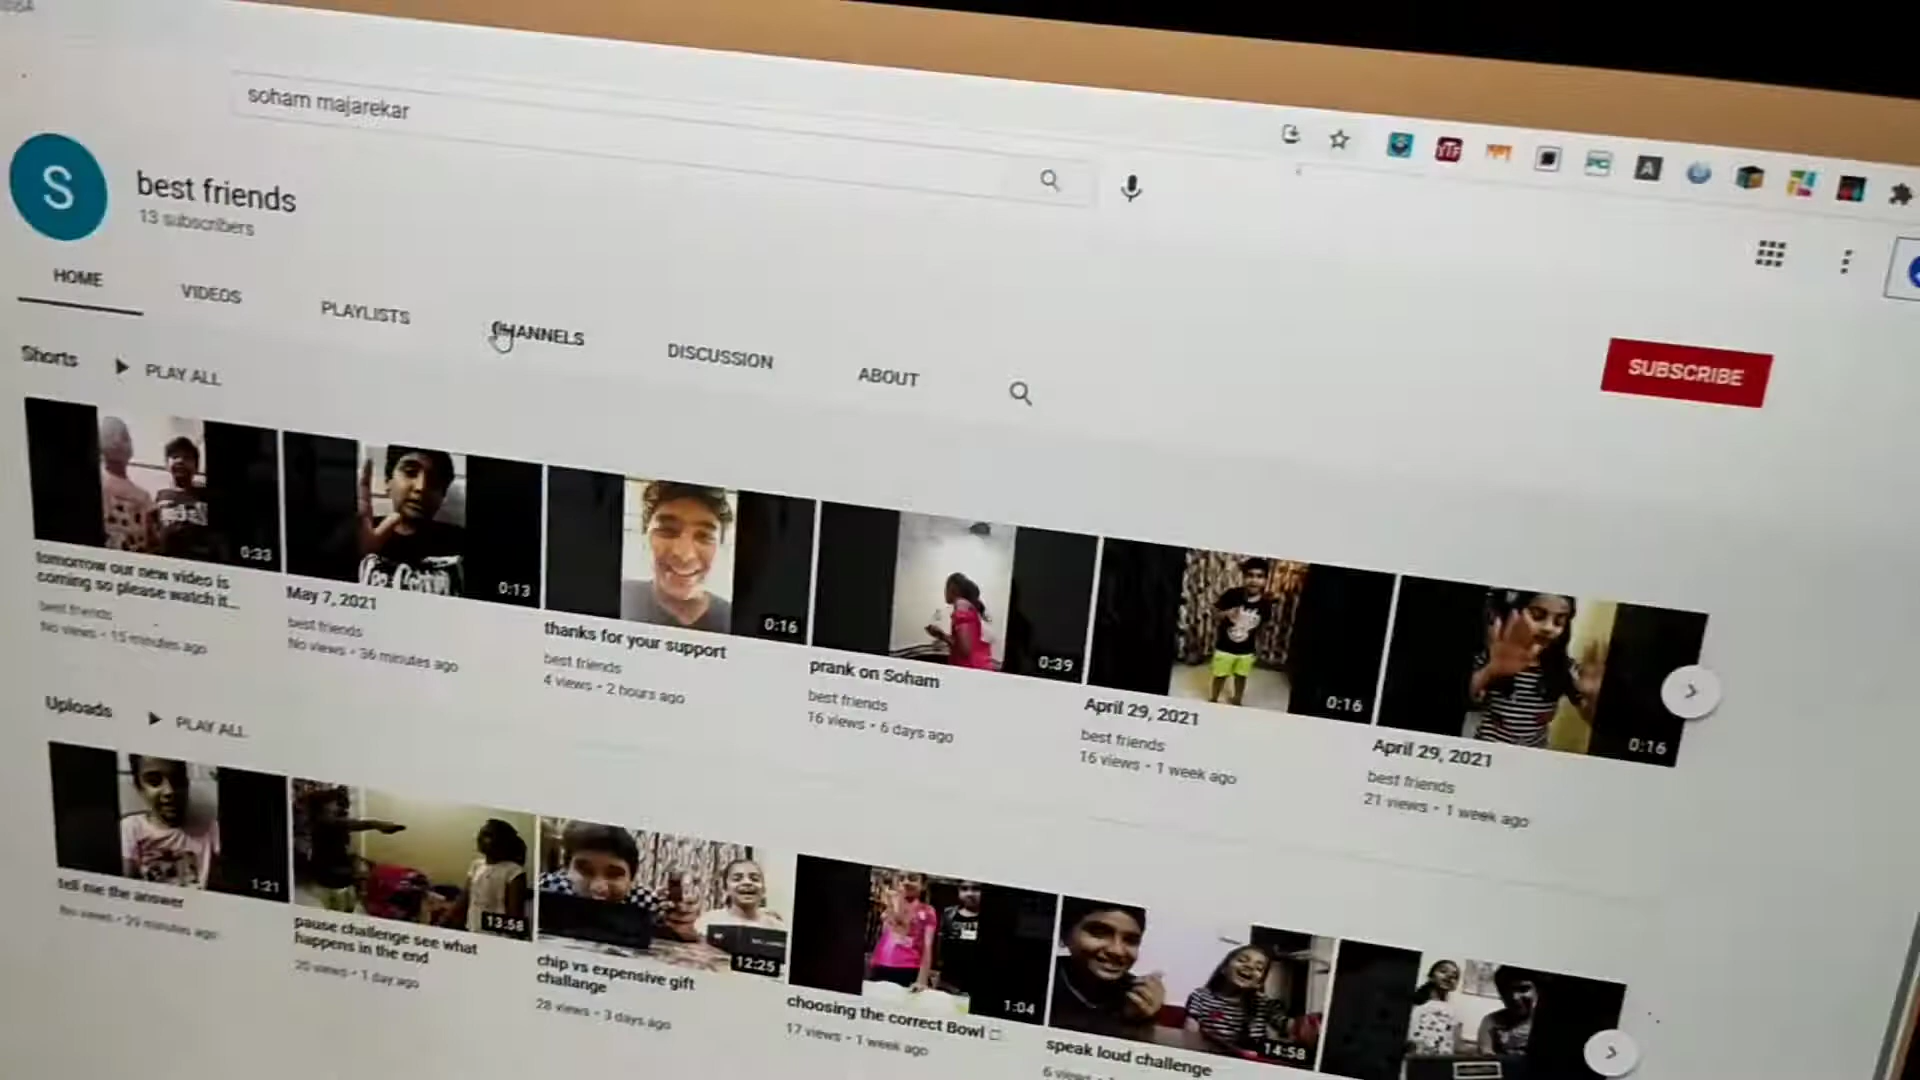 soham majarekar
S
best friends
13 subscribers
HOME
VIDEOS
PLAYLISTS
CHANNELS
DISCUSSION
ABOUT
SUBSCRIBE
Shorts
PLAY ALL
0:33
0:13
0:16
0:39
0:16
0:16
tomorrow our new video is
coming so please watch it...
best friends
No views • 15 minutes ago
May 7, 2021
best friends
No views • 36 minutes ago
thanks for your support
best friends
4 views • 2 hours ago
prank on Soham
best friends
16 views • 6 days ago
April 29, 2021
best friends
16 views • 1 week ago
April 29, 2021
best friends
21 views • 1 week ago
Uploads
PLAY ALL
1:21
13:58
12:25
1:04
14:58
tell me the answer
No views • 29 minutes ago
pause challenge see what
happens in the end
20 views • 1 day ago
chip vs expensive gift
challange
28 views • 3 days ago
choosing the correct Bowl □
17 views • 1 week ago
speak loud challenge
6 views •